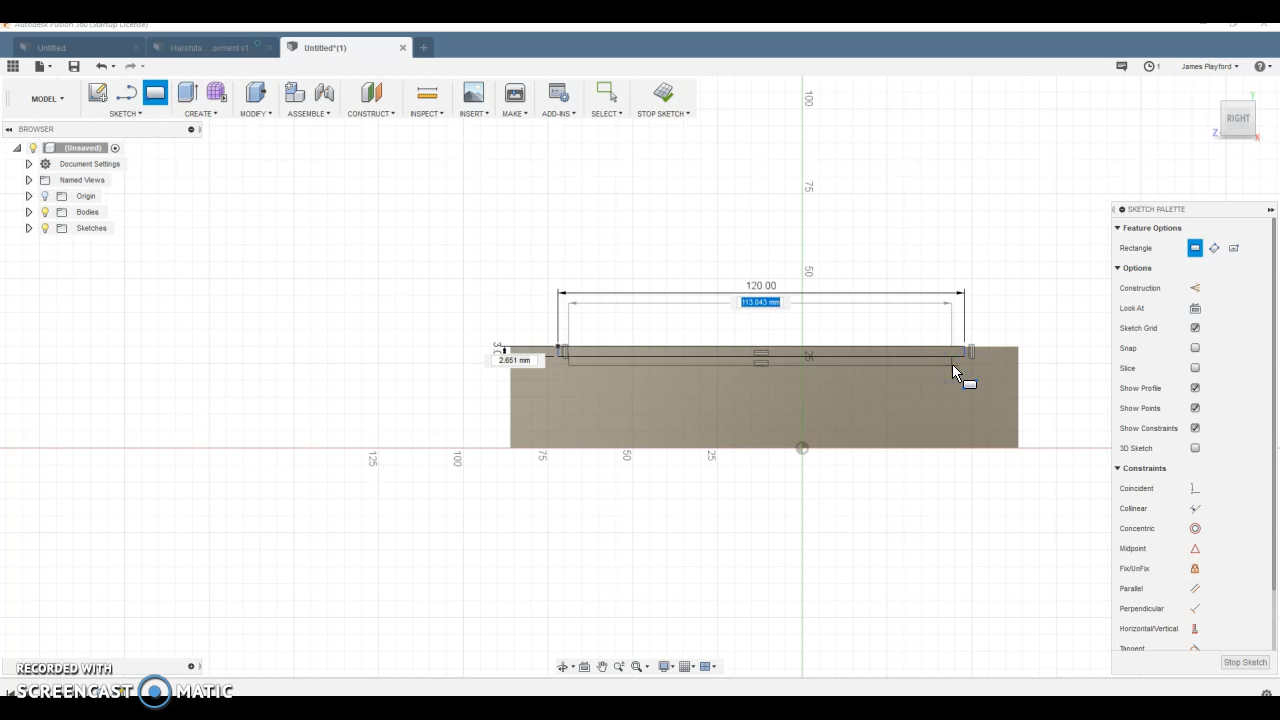 Autodesk Fusion 360 (Startup License)
Untitled
Harshita ... ovment v1
Untitled*(1)
1
James Playford
MODEL
SKETCH
CREATE
MODIFY
ASSEMBLE
CONSTRUCT
INSPECT
INSERT
MAKE
ADD-INS
SELECT
STOP SKETCH
BROWSER
(Unsaved)
Document Settings
Named Views
Origin
Bodies
Sketches
100
75
50
25
120.00
113.043 mm
2.651 mm
125
100
75
50
25
Y
RIGHT
Z
X
SKETCH PALETTE
Feature Options
Rectangle
Options
Construction
Look At
Sketch Grid
Snap
Slice
Show Profile
Show Points
Show Constraints
3D Sketch
Constraints
Coincident
Collinear
Concentric
Midpoint
Fix/UnFix
Parallel
Perpendicular
Horizontal/Vertical
Tangent
Stop Sketch
RECORDED WITH
SCREENCAST MATIC